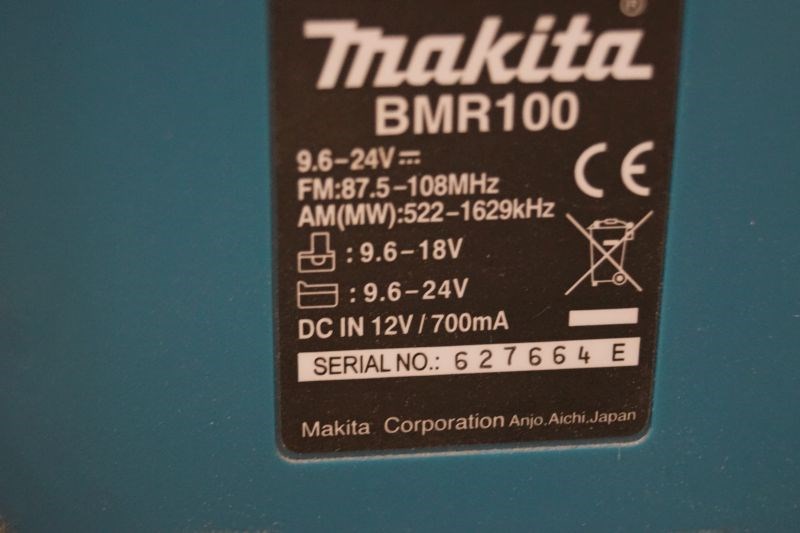 makita®
BMR100
9.6-24V⎓
FM:87.5-108MHz
AM(MW):522-1629kHz
CE
: 9.6-18V
: 9.6-24V
DC IN 12V / 700mA
SERIAL NO.: 627664 E
Makita Corporation Anjo,Aichi,Japan